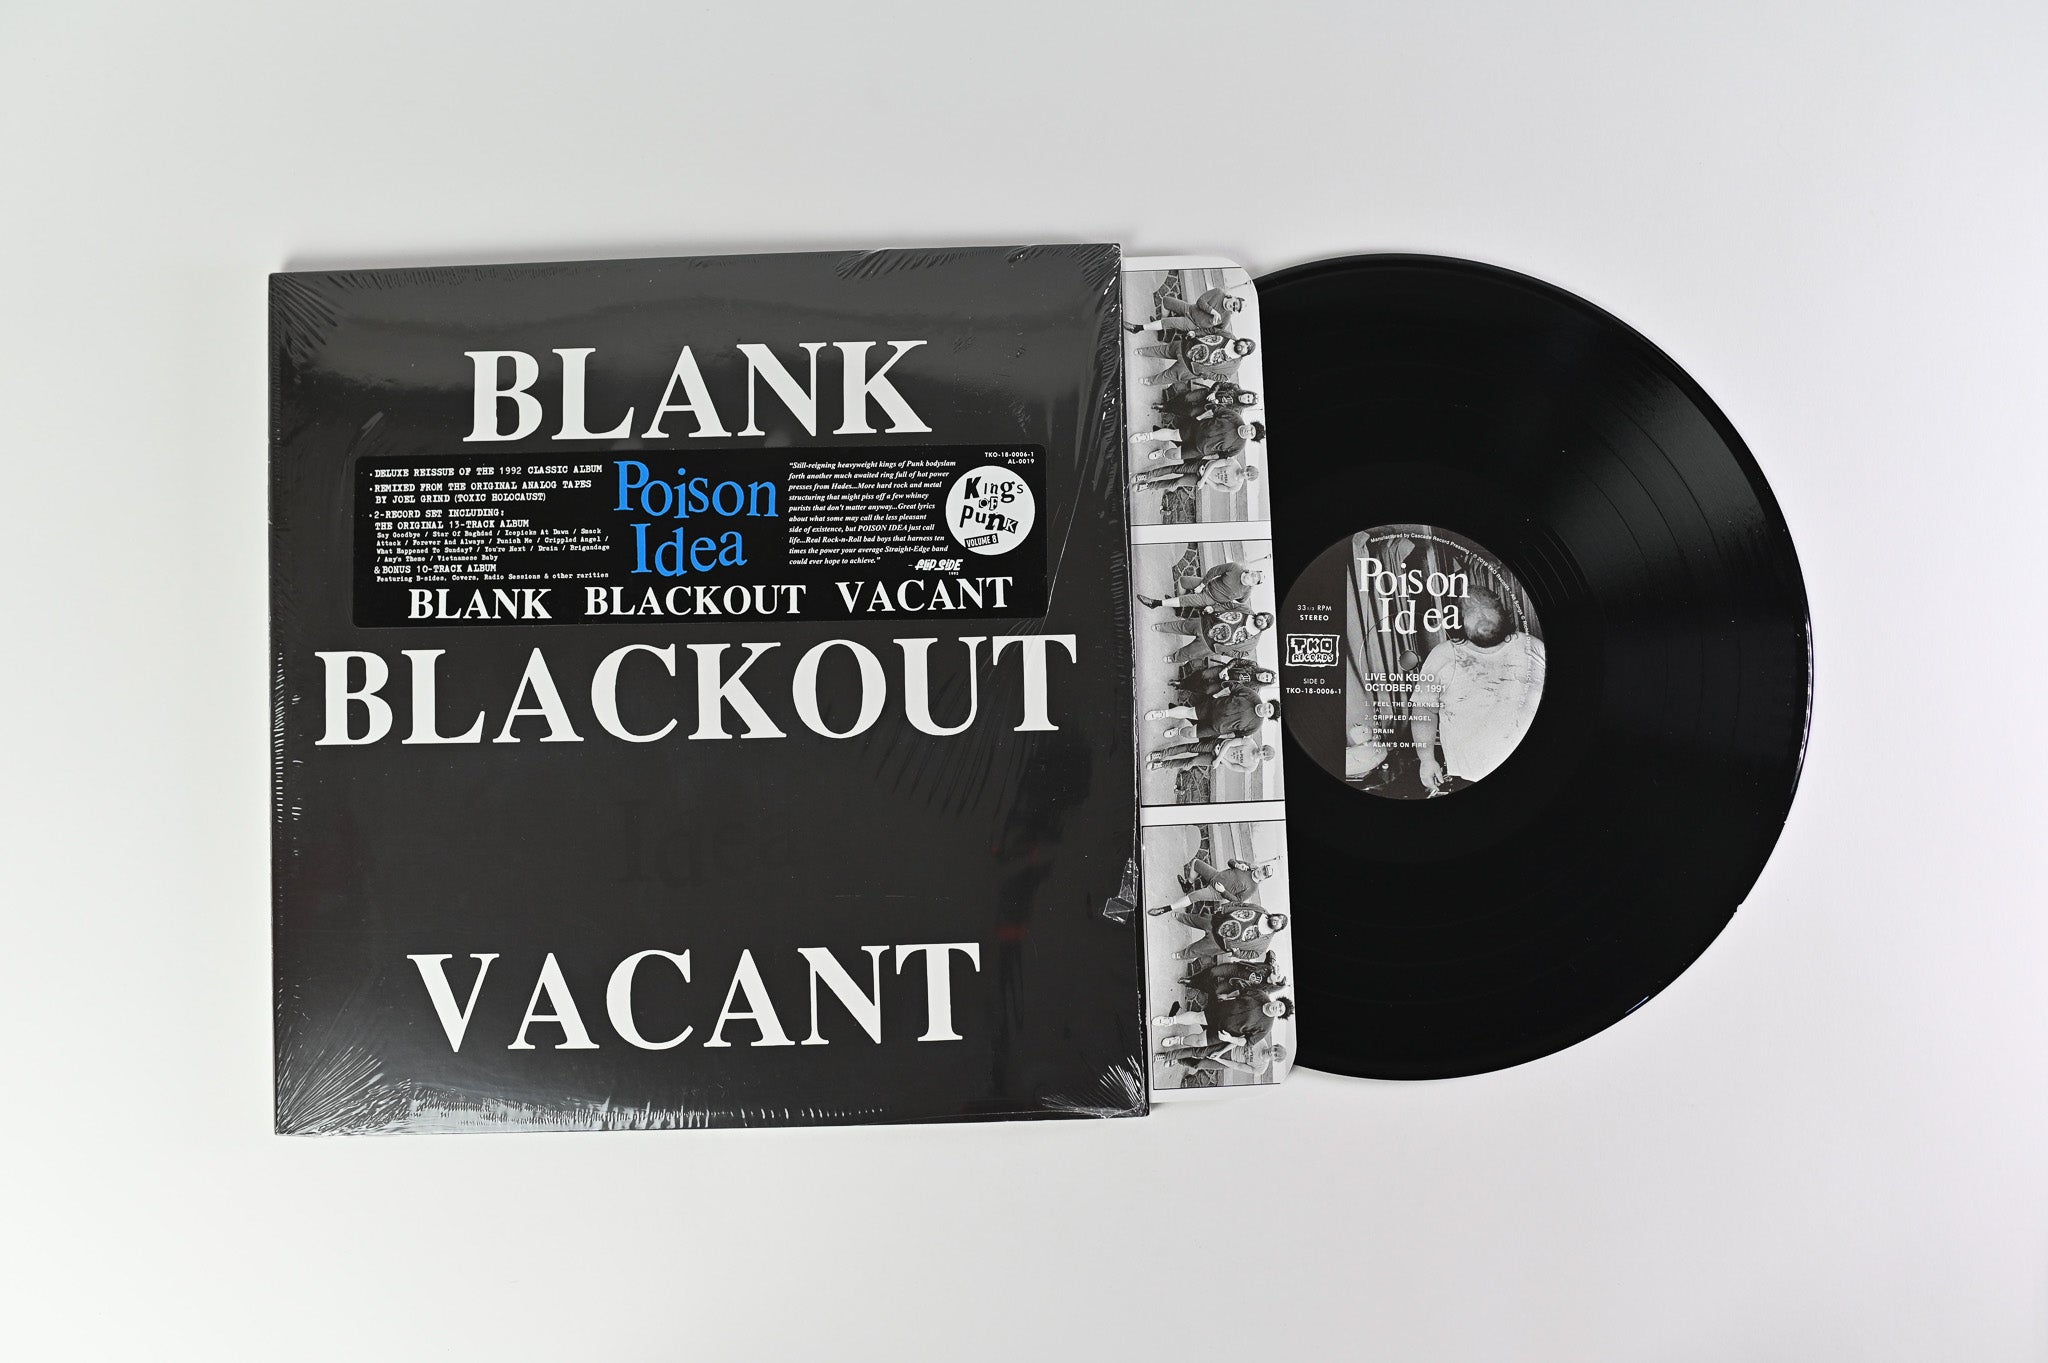 BLANK
• DELUXE REISSUE OF THE 1992 CLASSIC ALBUM
• REMIXED FROM THE ORIGINAL ANALOG TAPES
BY JOEL GRIND (TOXIC HOLOCAUST)
• 2-RECORD SET INCLUDING:
THE ORIGINAL 13-TRACK ALBUM
Say Goodbye / Star Of Baghdad / Icepicks At Dawn / Smack
Attack / Forever And Always / Punish Me / Crippled Angel /
What Happened To Sunday? / You're Next / Drain / Brigandage
/ Amy's Theme / Vietnamese Baby
& BONUS 10-TRACK ALBUM
Featuring B-sides, Covers, Radio Sessions & other rarities
Poison
Idea
"Still-reigning heavyweight kings of Punk bodyslam
forth another much awaited ring full of hot power
presses from Hades...More hard rock and metal
structuring that might piss off a few whiney
purists that don't matter anyway...Great lyrics
about what some may call the less pleasant
side of existence, but POISON IDEA just call
life...Real Rock-n-Roll bad boys that harness ten
times the power your average Straight-Edge band
could ever hope to achieve."
– FLIPSIDE
1992
TKO-18-0006-1
AL-0019
Kings
OF
PUNK
VOLUME 8
BLANK BLACKOUT VACANT
BLACKOUT
Idea
VACANT
Manufactured by Cascade Record Pressing
Poison
Idea
33 1/3 RPM
STEREO
TKO
RECORDS
SIDE D
TKO-18-0006-1
LIVE ON KBOO
OCTOBER 9, 1991
1. FEEL THE DARKNESS
2. CRIPPLED ANGEL
3. DRAIN
4. ALAN'S ON FIRE